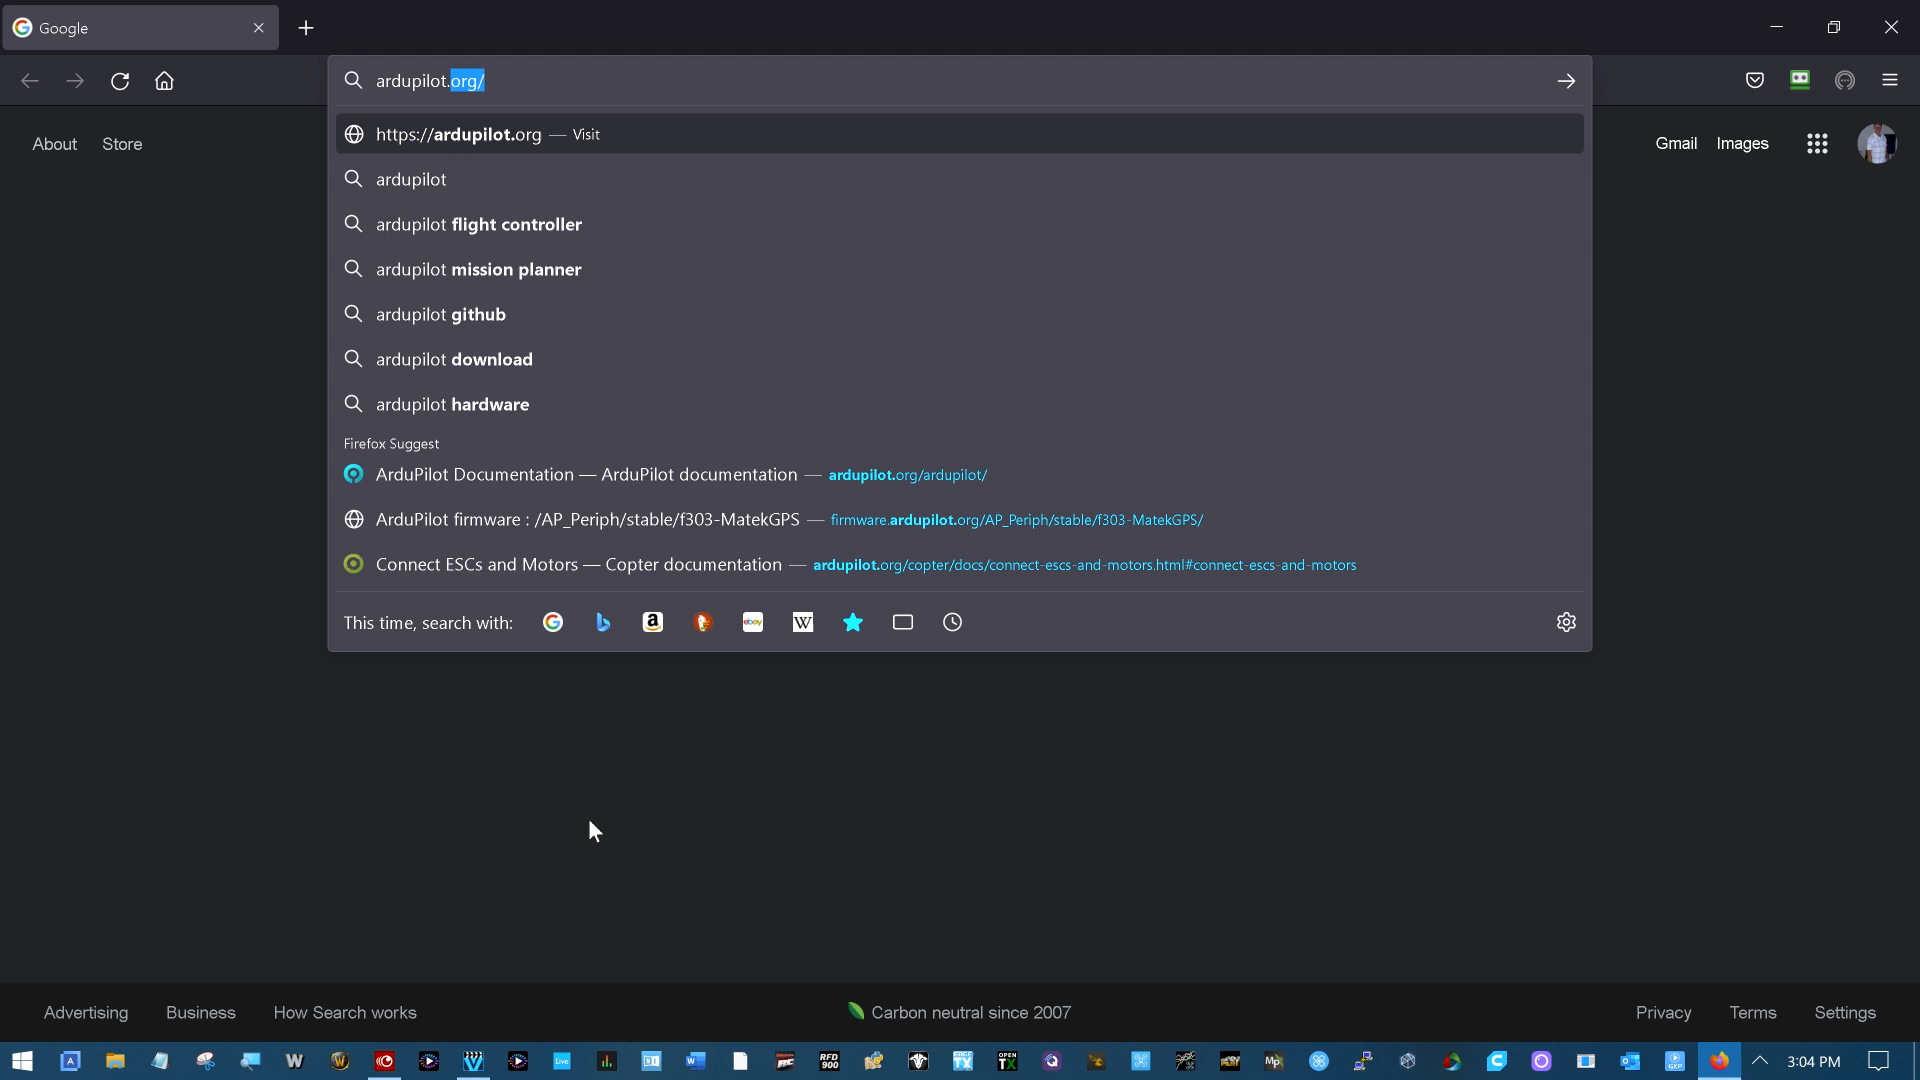 Google
ardupilot.org/
https://ardupilot.org — Visit
About Store
Gmail Images
ardupilot
ardupilot flight controller
ardupilot mission planner
ardupilot github
ardupilot download
ardupilot hardware
Firefox Suggest
ArduPilot Documentation — ArduPilot documentation — ardupilot.org/ardupilot/
ArduPilot firmware : /AP_Periph/stable/f303-MatekGPS — firmware.ardupilot.org/AP_Periph/stable/f303-MatekGPS/
Connect ESCs and Motors — Copter documentation — ardupilot.org/copter/docs/connect-escs-and-motors.html#connect-escs-and-motors
This time, search with:
Advertising Business How Search works Carbon neutral since 2007 Privacy Terms Settings
3:04 PM